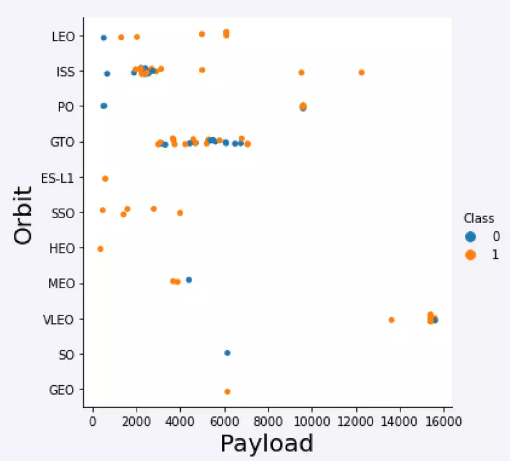 LEO
ISS
PO
GTO
ES-L1
SSO
HEO
MEO
VLEO
SO
GEO
Orbit
0 2000 4000 6000 8000 10000 12000 14000 16000
Payload
Class
0
1